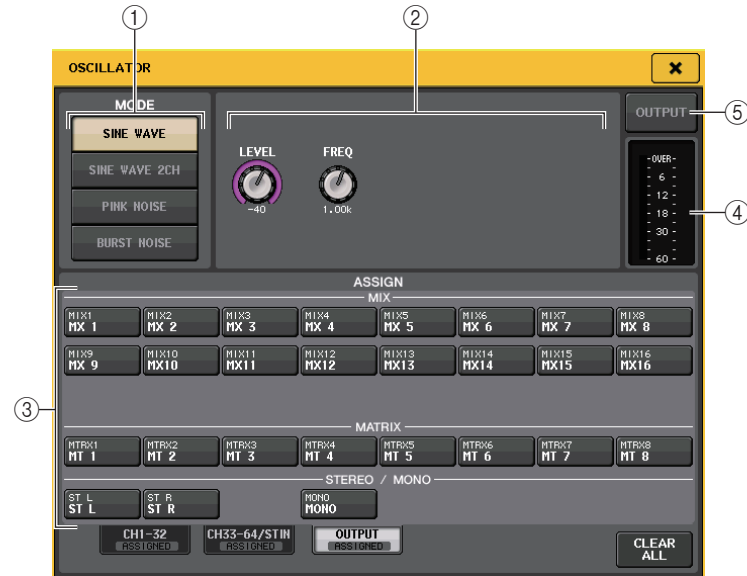 ① ②
OSCILLATOR ×
MODE
SINE WAVE
SINE WAVE 2CH
PINK NOISE
BURST NOISE
LEVEL FREQ
-40 1.00k
OUTPUT ⑤
-OVER-
- 6 -
- 12 -
- 18 - ④
- 30 -
- 60 -
ASSIGN
MIX
MIX1 MIX2 MIX3 MIX4 MIX5 MIX6 MIX7 MIX8
MX 1 MX 2 MX 3 MX 4 MX 5 MX 6 MX 7 MX 8
MIX9 MIX10 MIX11 MIX12 MIX13 MIX14 MIX15 MIX16
MX 9 MX10 MX11 MX12 MX13 MX14 MX15 MX16
③
MATRIX
MTRX1 MTRX2 MTRX3 MTRX4 MTRX5 MTRX6 MTRX7 MTRX8
MT 1 MT 2 MT 3 MT 4 MT 5 MT 6 MT 7 MT 8
STEREO / MONO
ST L ST R MONO
ST L ST R MONO
CH1-32 CH33-64/STIN OUTPUT
ASSIGNED ASSIGNED ASSIGNED
CLEAR
ALL